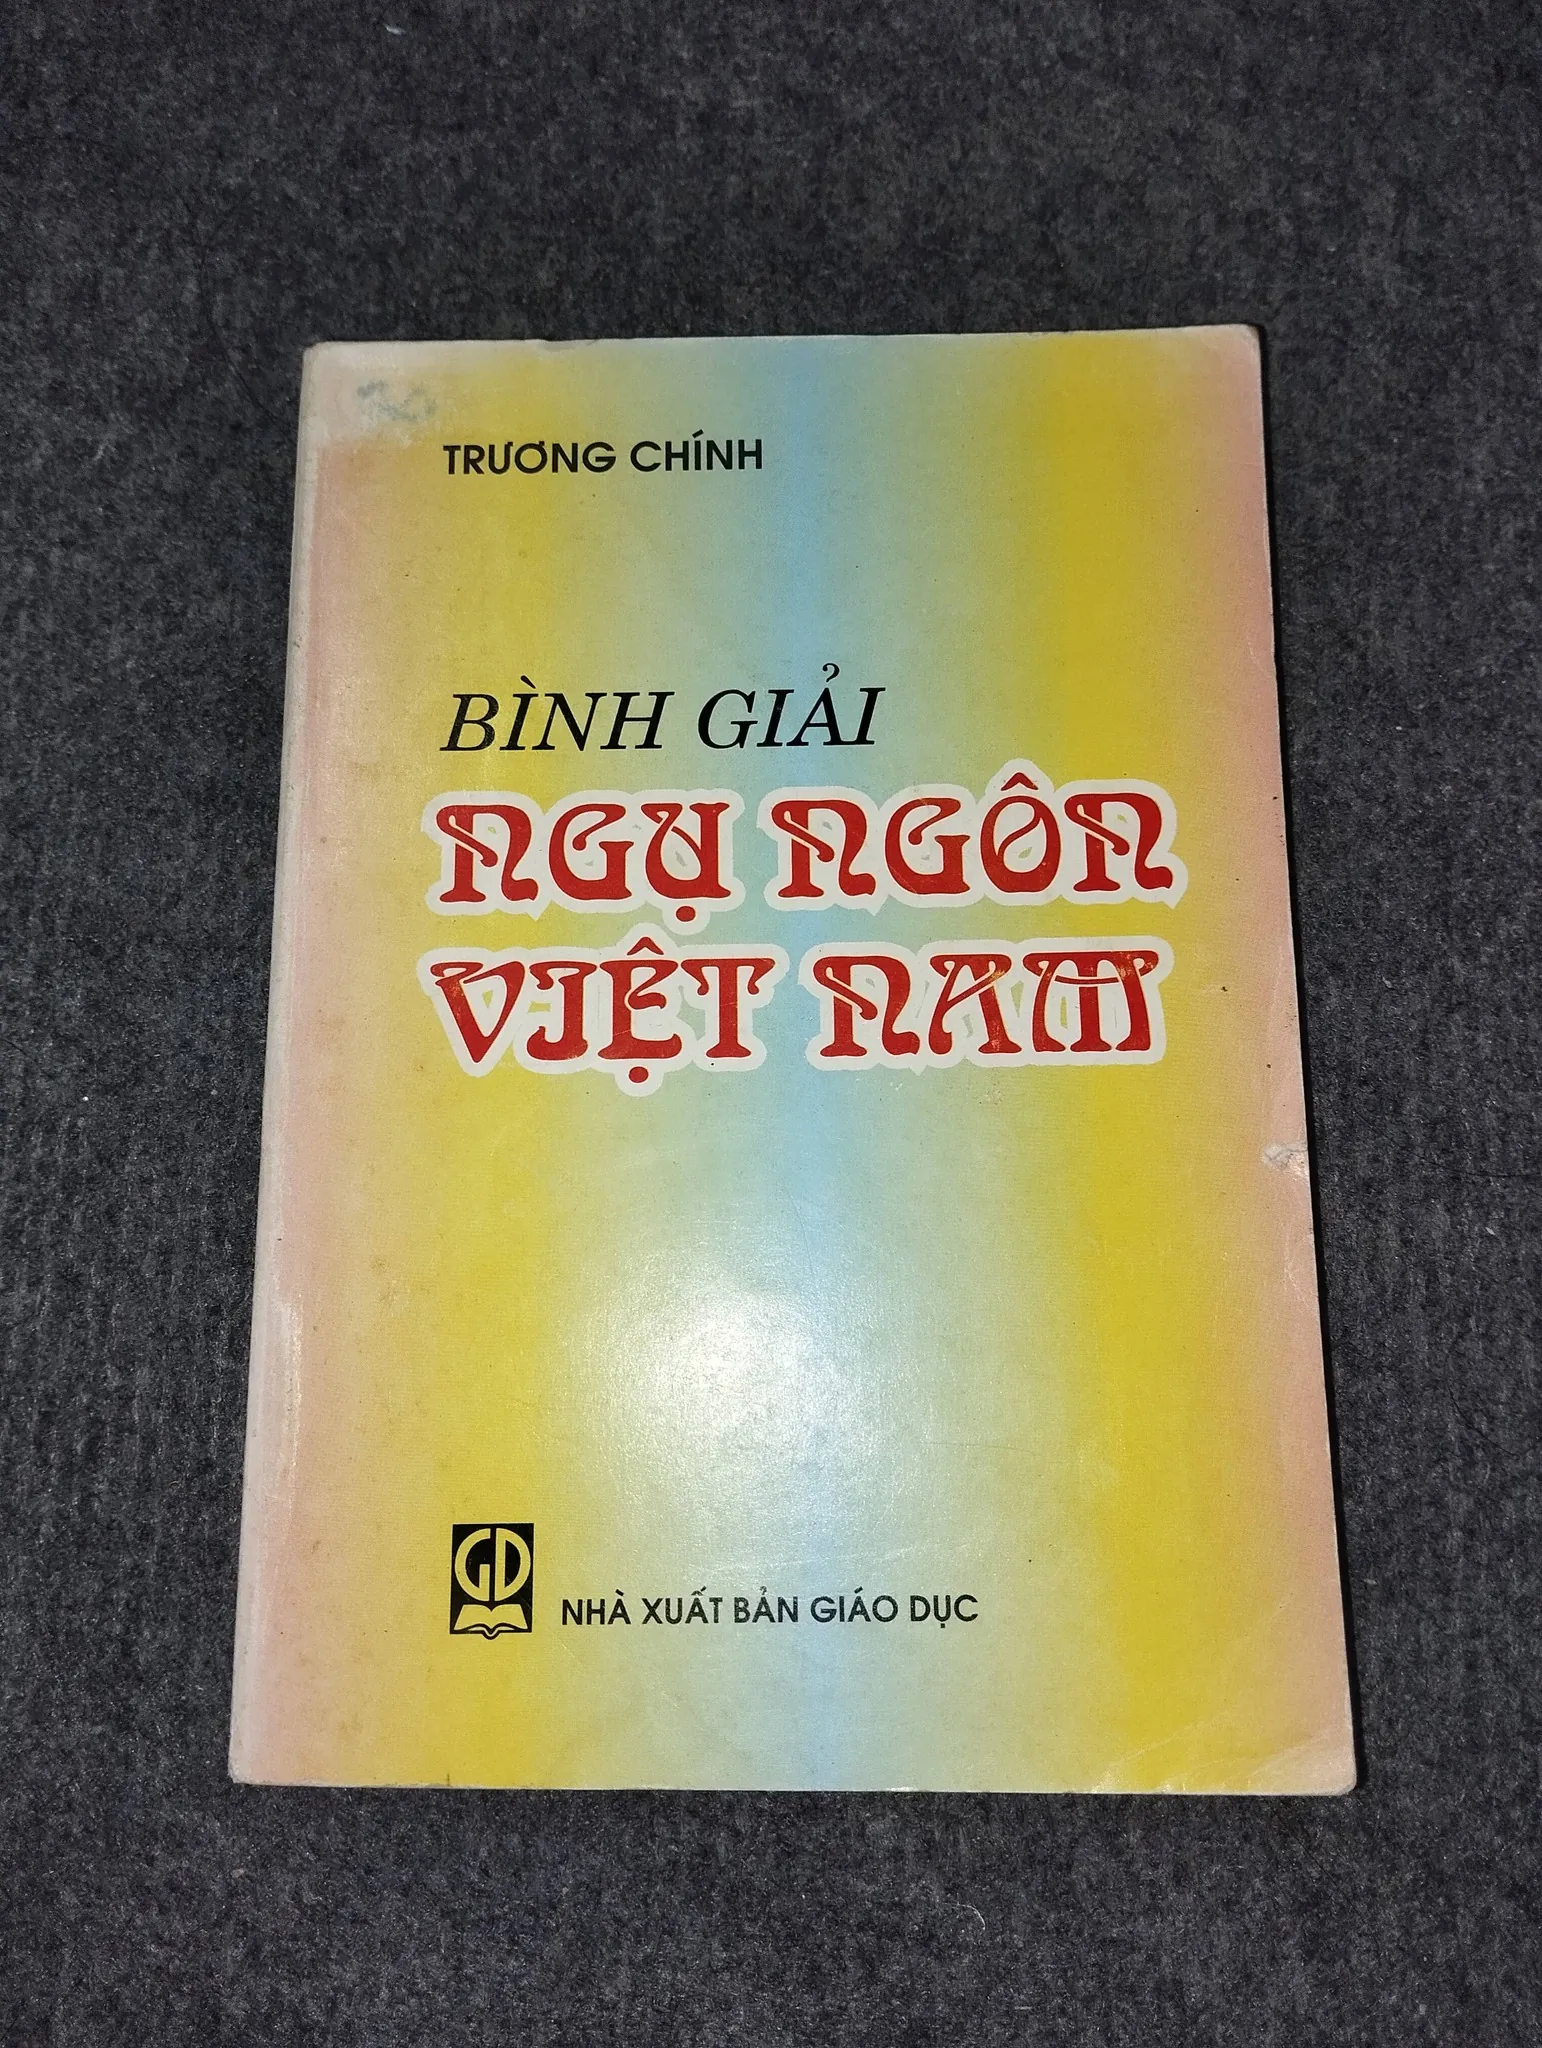 TRƯƠNG CHÍNH
BÌNH GIẢI
NGỤ NGÔN
VIỆT NAM
GD
NHÀ XUẤT BẢN GIÁO DỤC